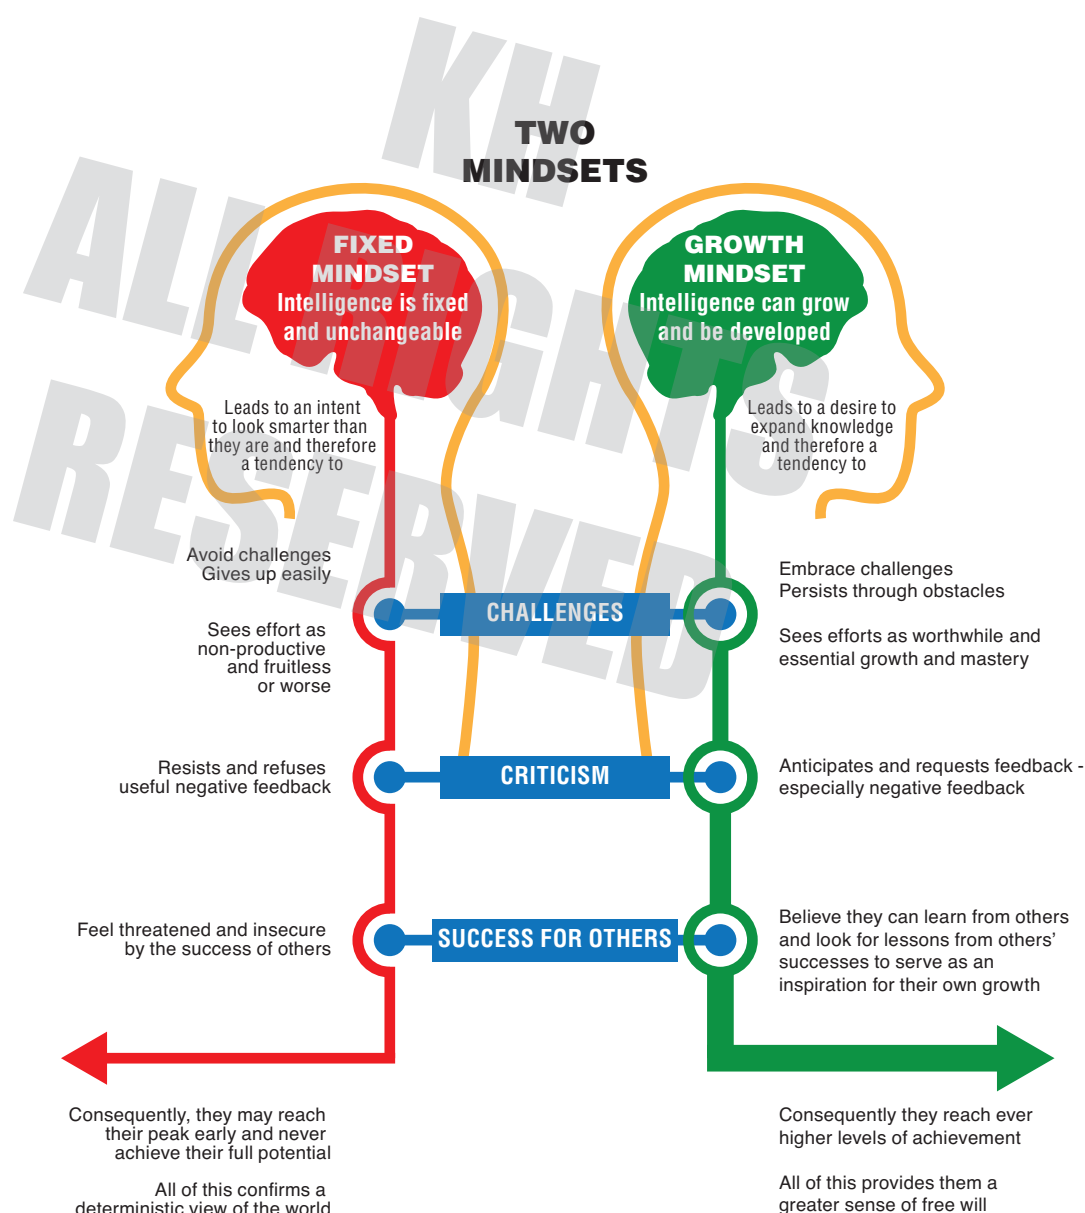 KH
ALL RIGHTS
RESERVED
TWO
MINDSETS
FIXED
MINDSET
Intelligence is fixed
and unchangeable
Leads to an intent
to look smarter than
they are and therefore
a tendency to
GROWTH
MINDSET
Intelligence can grow
and be developed
Leads to a desire to
expand knowledge
and therefore a
tendency to
Avoid challenges
Gives up easily
Sees effort as
non-productive
and fruitless
or worse
CHALLENGES
Embrace challenges
Persists through obstacles
Sees efforts as worthwhile and
essential growth and mastery
Resists and refuses
useful negative feedback
CRITICISM
Anticipates and requests feedback -
especially negative feedback
Feel threatened and insecure
by the success of others
SUCCESS FOR OTHERS
Believe they can learn from others
and look for lessons from others’
successes to serve as an
inspiration for their own growth
Consequently, they may reach
their peak early and never
achieve their full potential
All of this confirms a
deterministic view of the world
Consequently they reach ever
higher levels of achievement
All of this provides them a
greater sense of free will